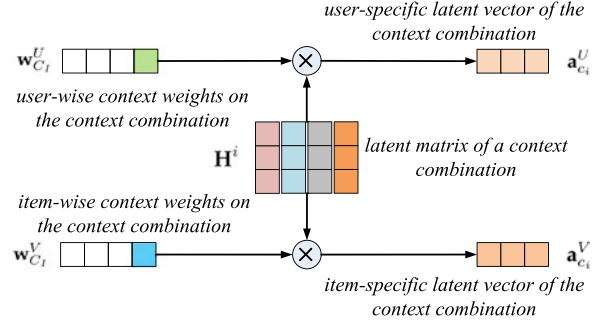 user-specific latent vector of the
context combination
w^U_{C_I}
a^U_{c_i}
user-wise context weights on
the context combination
H^i
latent matrix of a context
combination
item-wise context weights on
the context combination
w^V_{C_I}
a^V_{c_i}
item-specific latent vector of the
context combination